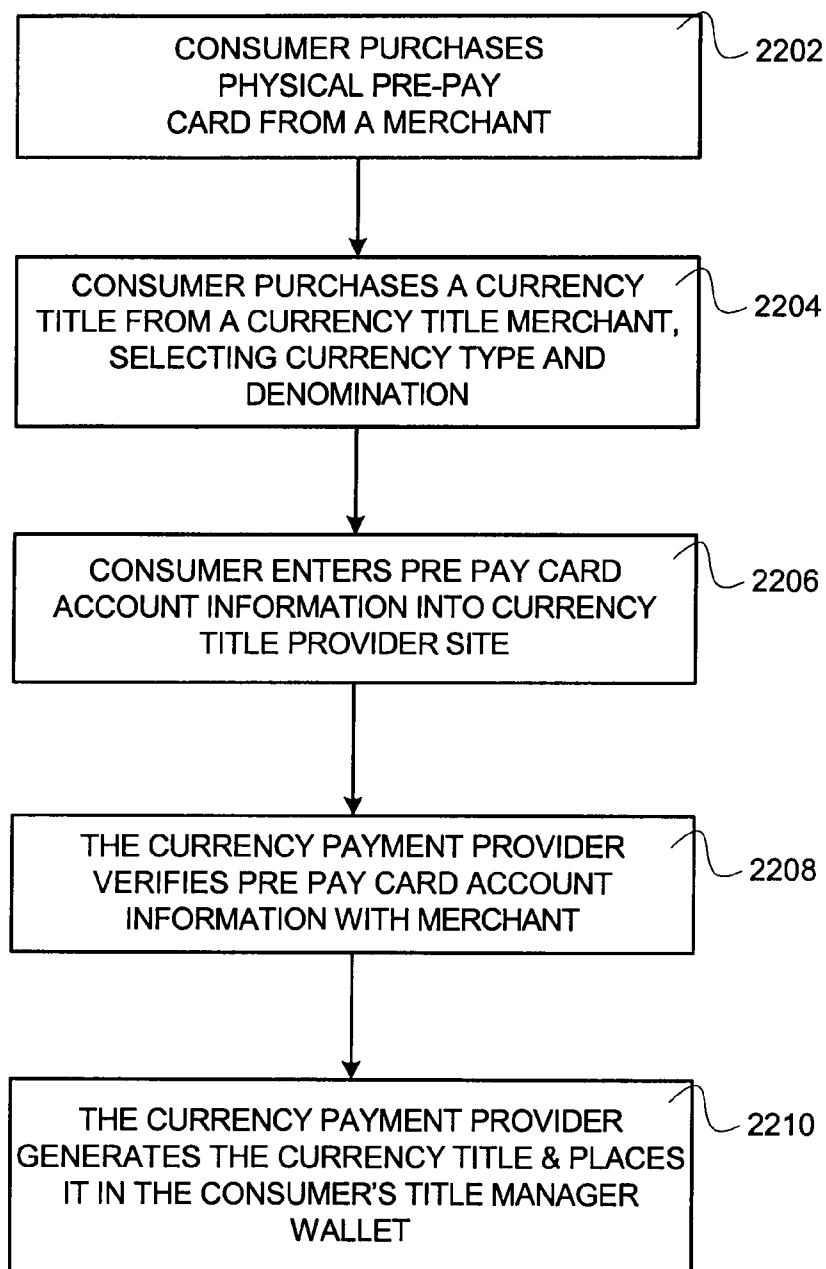 CONSUMER PURCHASES
PHYSICAL PRE-PAY
CARD FROM A MERCHANT
2202
CONSUMER PURCHASES A CURRENCY
TITLE FROM A CURRENCY TITLE MERCHANT,
SELECTING CURRENCY TYPE AND
DENOMINATION
2204
CONSUMER ENTERS PRE PAY CARD
ACCOUNT INFORMATION INTO CURRENCY
TITLE PROVIDER SITE
2206
THE CURRENCY PAYMENT PROVIDER
VERIFIES PRE PAY CARD ACCOUNT
INFORMATION WITH MERCHANT
2208
THE CURRENCY PAYMENT PROVIDER
GENERATES THE CURRENCY TITLE & PLACES
IT IN THE CONSUMER'S TITLE MANAGER
WALLET
2210